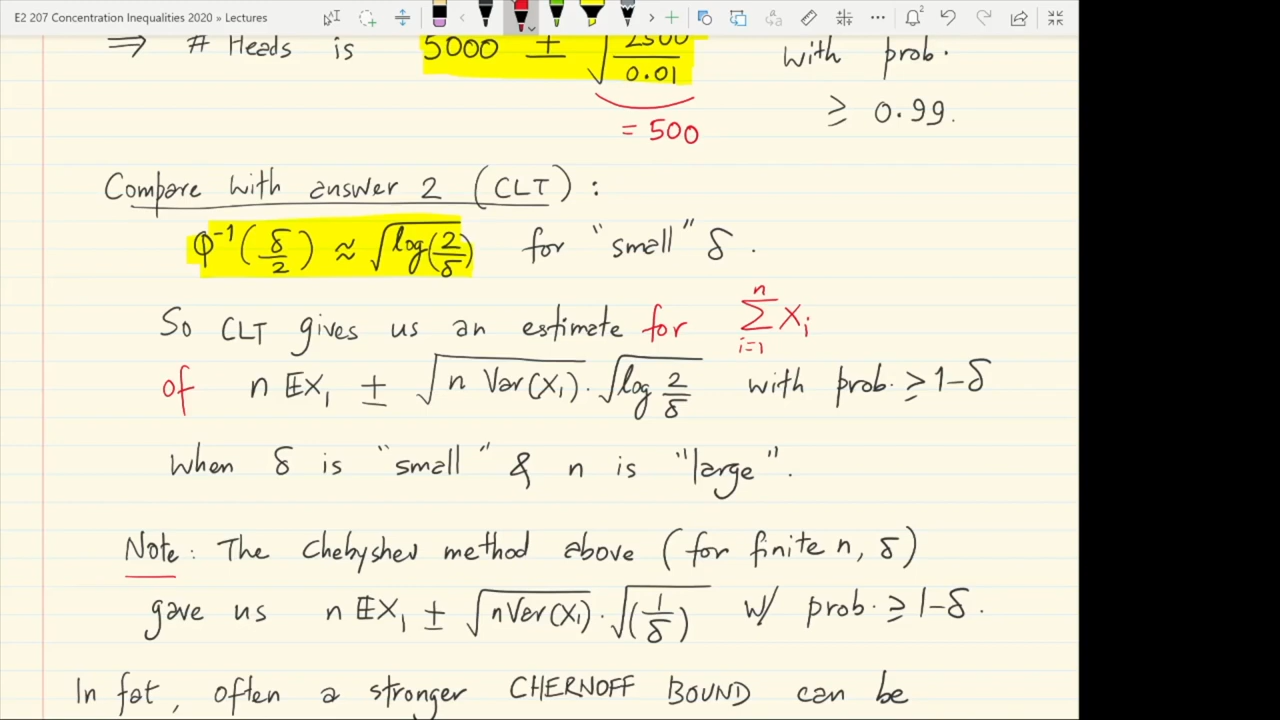 E2 207 Concentration Inequalities 2020 » Lectures
⇒ # Heads is 5000 ± √(2500/0.01) with prob.
= 500 ≥ 0.99.
Compare with answer 2 (CLT):
Φ⁻¹(δ/2) ≈ √log(2/δ) for "small" δ.
So CLT gives us an estimate for ∑ᵢ₌₁ⁿ Xᵢ
of n 𝔼X₁ ± √(n Var(X₁)) · √(log 2/δ) with prob. ≥ 1-δ
When δ is "small" & n is "large".
Note: The Chebyshev method above (for finite n, δ)
gave us n 𝔼X₁ ± √(nVar(X₁)) · √(1/δ) w/ prob. ≥ 1-δ.
In fat, often a stronger CHERNOFF BOUND can be